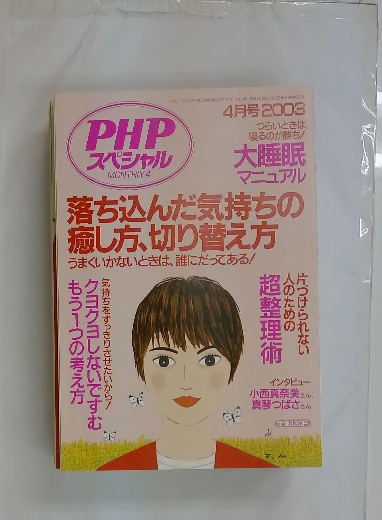 4月号2003
PHP
スペシャル
MONTHLY 4
つらいときは、
寝るのが勝ち!
大睡眠
マニュアル
落ち込んだ気持ちの
癒し方、切り替え方
うまくいかないときは、誰にだってある!
片づけられない
人のための
超整理術
気持ちをすっきりさせたいから!
クヨクヨしないですむ
もう1つの考え方
インタビュー
小西真奈美さん
真琴つばささん